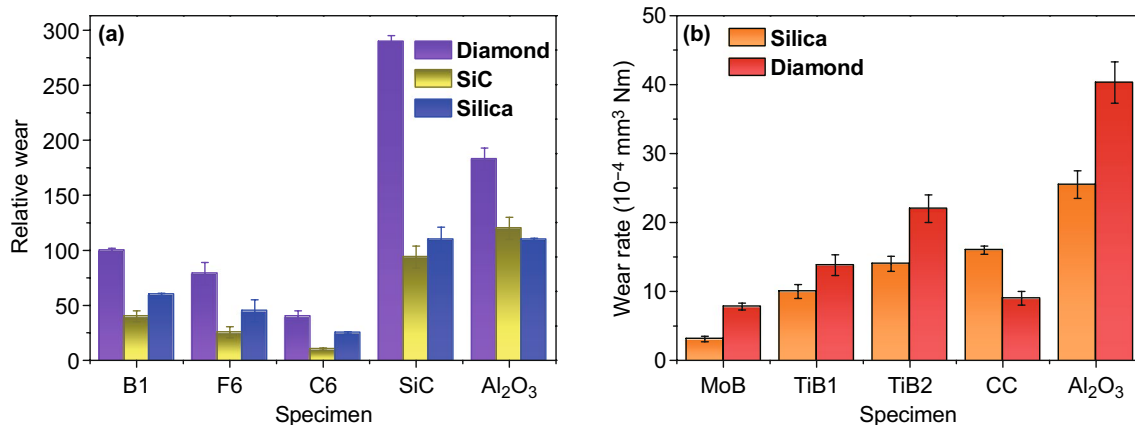 (a)
Diamond
SiC
Silica
Relative wear
300
250
200
150
100
50
0
B1 F6 C6 SiC Al₂O₃
Specimen
(b)
Silica
Diamond
Wear rate (10⁻⁴ mm³ Nm)
50
40
30
20
10
0
MoB TiB1 TiB2 CC Al₂O₃
Specimen